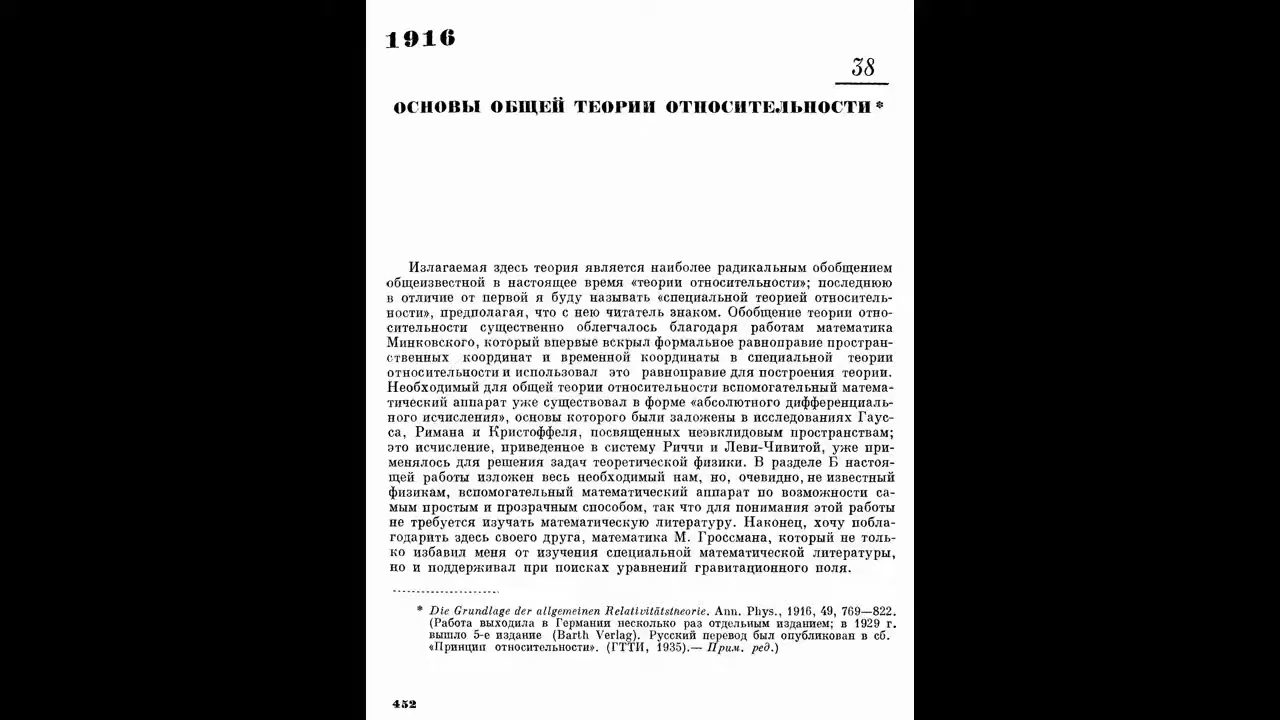 1916
38
ОСНОВЫ ОБЩЕЙ ТЕОРИИ ОТНОСИТЕЛЬНОСТИ*
Излагаемая здесь теория является наиболее радикальным обобщением
общеизвестной в настоящее время «теории относительности»; последнюю
в отличие от первой я буду называть «специальной теорией относитель-
ности», предполагая, что с нею читатель знаком. Обобщение теории отно-
сительности существенно облегчалось благодаря работам математика
Минковского, который впервые вскрыл формальное равноправие простран-
ственных координат и временной координаты в специальной теории
относительности и использовал это равноправие для построения теории.
Необходимый для общей теории относительности вспомогательный матема-
тический аппарат уже существовал в форме «абсолютного дифференциаль-
ного исчисления», основы которого были заложены в исследованиях Гаус-
са, Римана и Кристоффеля, посвященных неэвклидовым пространствам;
это исчисление, приведенное в систему Риччи и Леви-Чивитой, уже при-
менялось для решения задач теоретической физики. В разделе Б настоя-
щей работы изложен весь необходимый нам, но, очевидно, не известный
физикам, вспомогательный математический аппарат по возможности са-
мым простым и прозрачным способом, так что для понимания этой работы
не требуется изучать математическую литературу. Наконец, хочу побла-
годарить здесь своего друга, математика М. Гроссмана, который не толь-
ко избавил меня от изучения специальной математической литературы,
но и поддерживал при поисках уравнений гравитационного поля.
* Die Grundlage der allgemeinen Relativitätstheorie. Ann. Phys., 1916, 49, 769—822.
(Работа выходила в Германии несколько раз отдельным изданием; в 1929 г.
вышло 5-е издание (Barth Verlag). Русский перевод был опубликован в сб.
«Принцип относительности». (ГТТИ, 1935).— Прим. ред.)
452